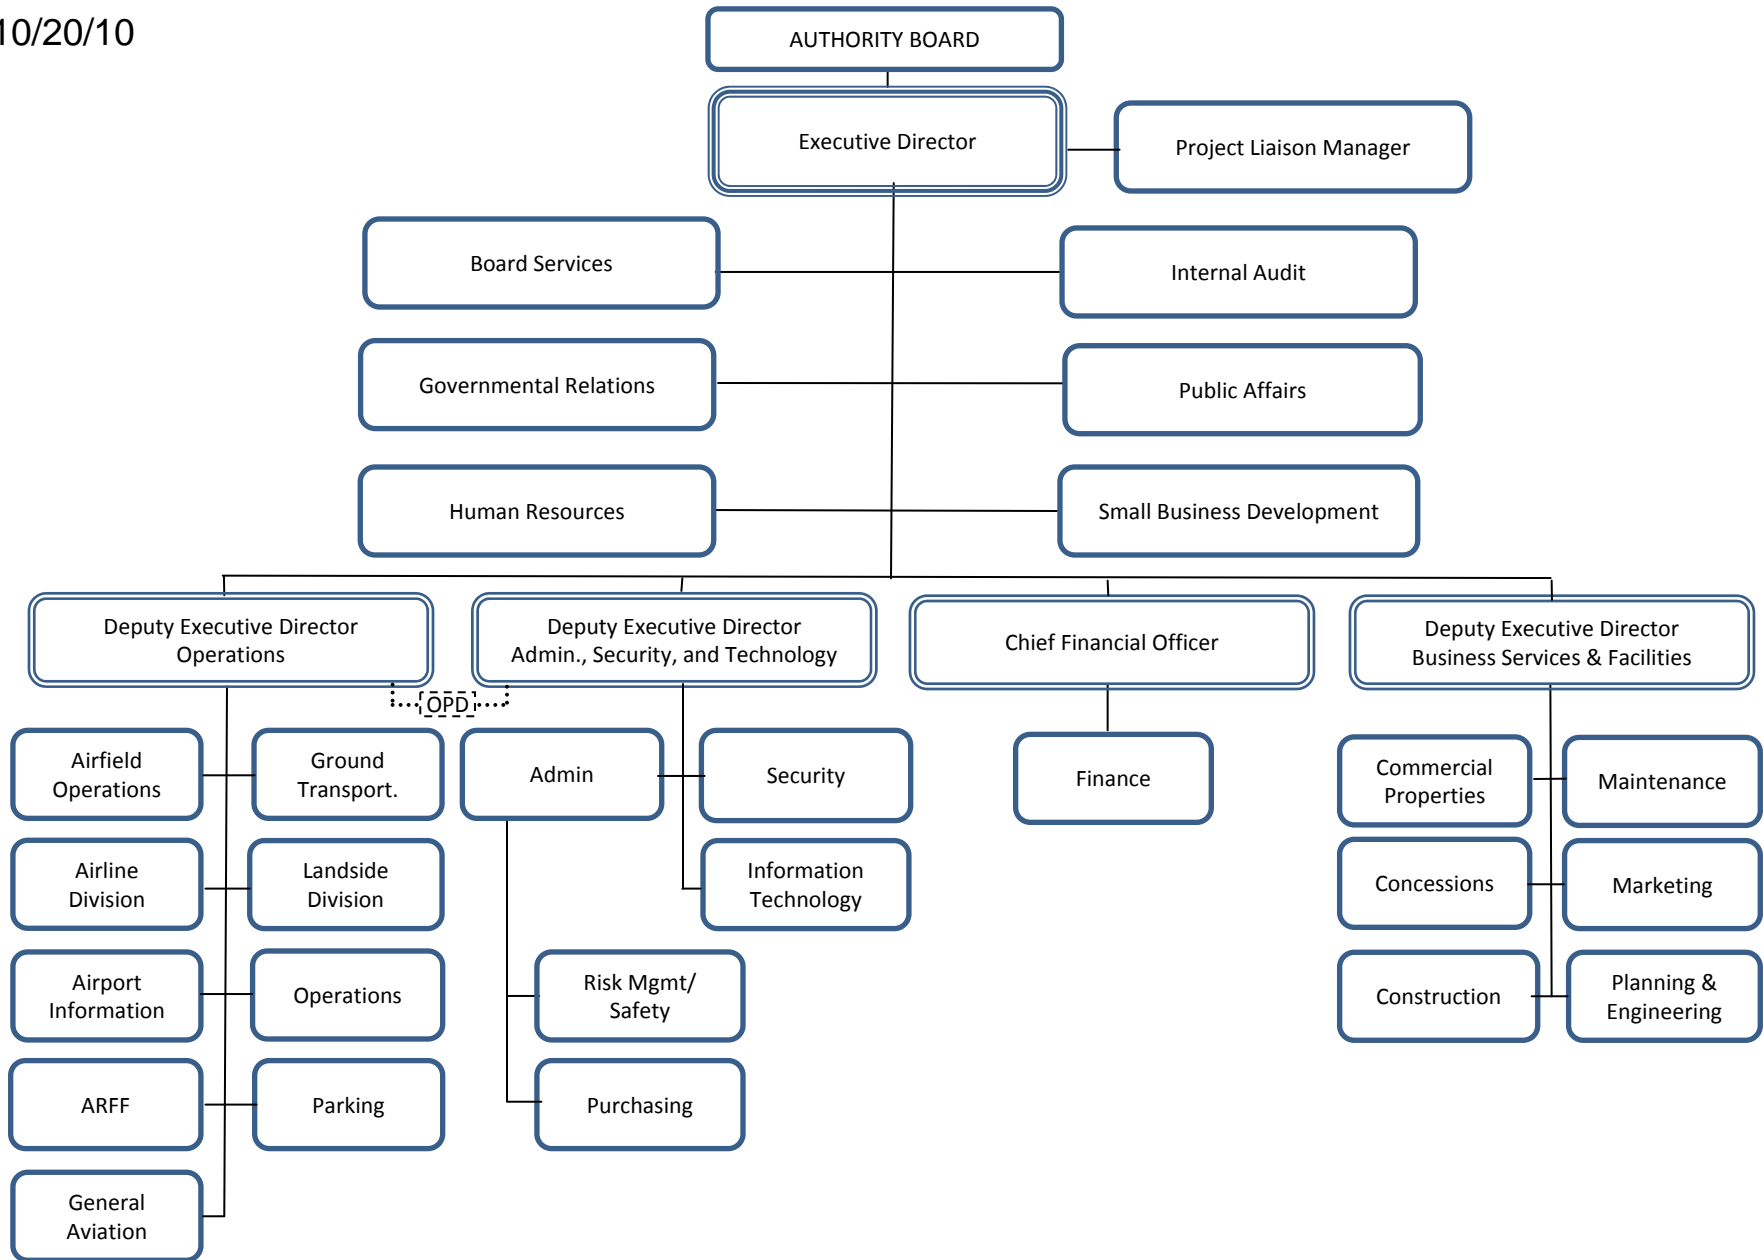 10/20/10
AUTHORITY BOARD
Executive Director
Project Liaison Manager
Board Services
Internal Audit
Governmental Relations
Public Affairs
Human Resources
Small Business Development
Deputy Executive Director
Operations
Deputy Executive Director
Admin., Security, and Technology
Chief Financial Officer
Deputy Executive Director
Business Services & Facilities
OPD
Airfield
Operations
Ground
Transport.
Admin
Security
Finance
Commercial
Properties
Maintenance
Airline
Division
Landside
Division
Information
Technology
Concessions
Marketing
Airport
Information
Operations
Risk Mgmt/
Safety
Construction
Planning &
Engineering
ARFF
Parking
Purchasing
General
Aviation